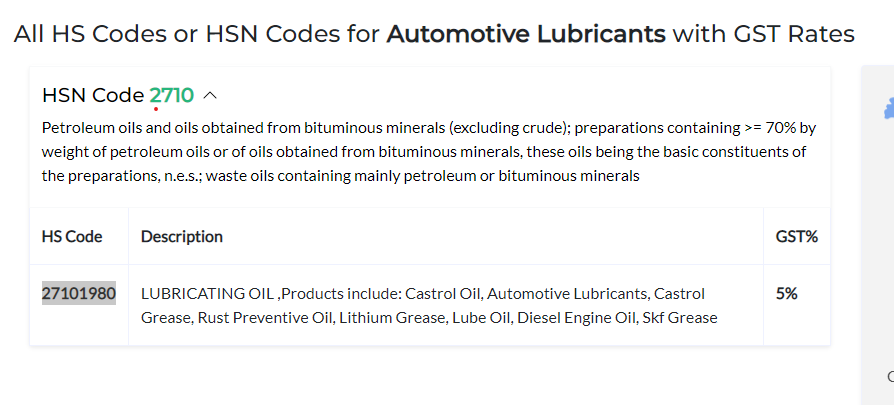 All HS Codes or HSN Codes for Automotive Lubricants with GST Rates
HSN Code 2710
Petroleum oils and oils obtained from bituminous minerals (excluding crude); preparations containing >= 70% by
weight of petroleum oils or of oils obtained from bituminous minerals, these oils being the basic constituents of
the preparations, n.e.s.; waste oils containing mainly petroleum or bituminous minerals
HS Code Description GST%
27101980 LUBRICATING OIL ,Products include: Castrol Oil, Automotive Lubricants, Castrol 5%
Grease, Rust Preventive Oil, Lithium Grease, Lube Oil, Diesel Engine Oil, Skf Grease